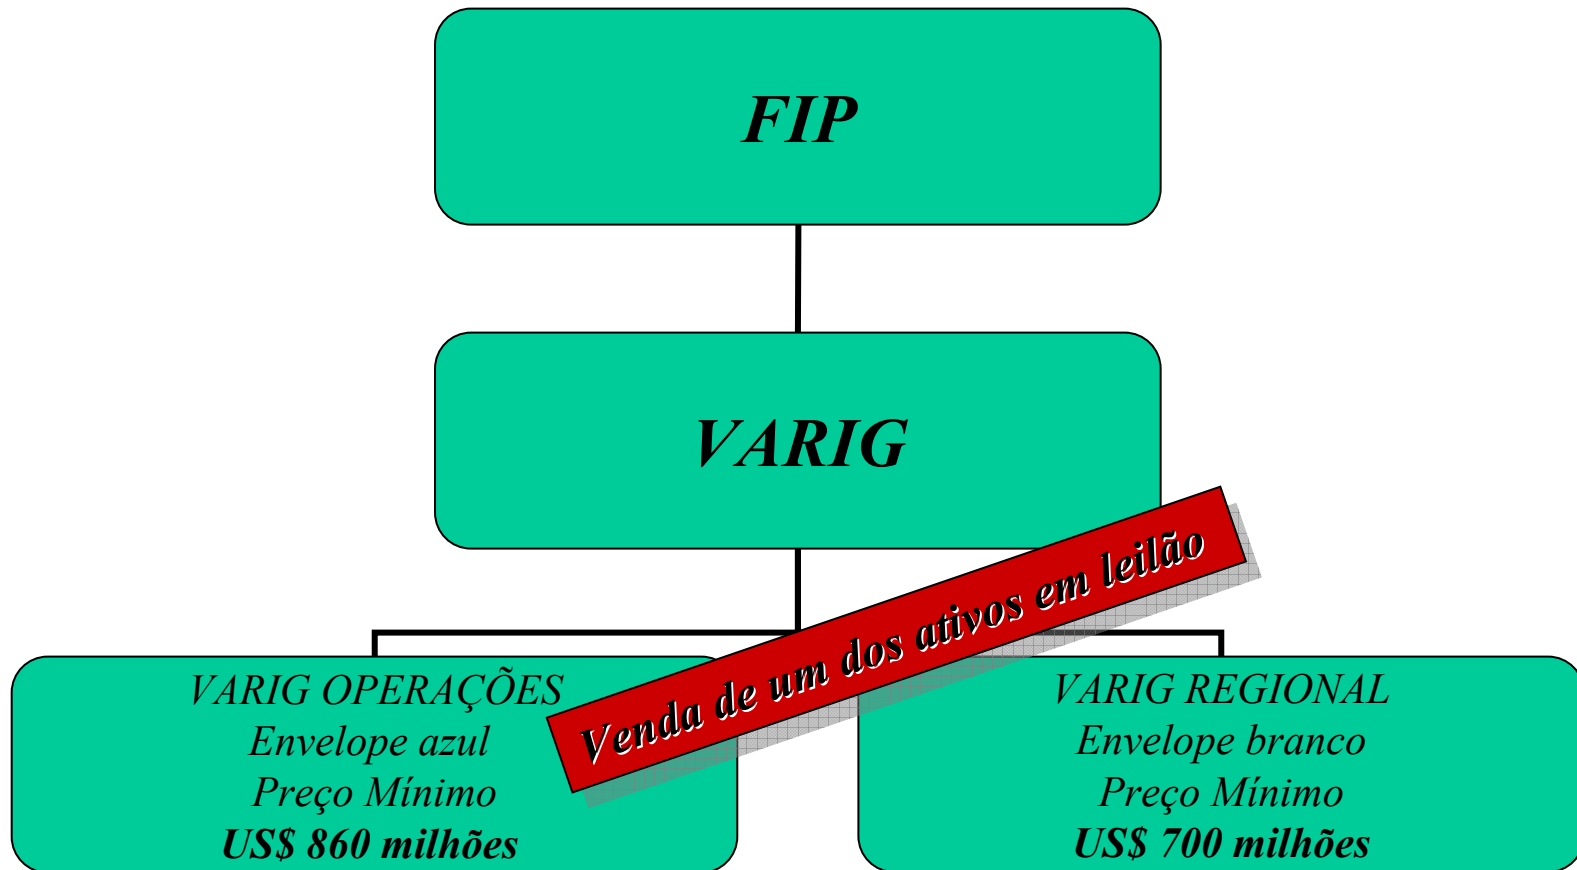 FIP
VARIG
Venda de um dos ativos em leilão
VARIG OPERAÇÕES
Envelope azul
Preço Mínimo
US$ 860 milhões
VARIG REGIONAL
Envelope branco
Preço Mínimo
US$ 700 milhões